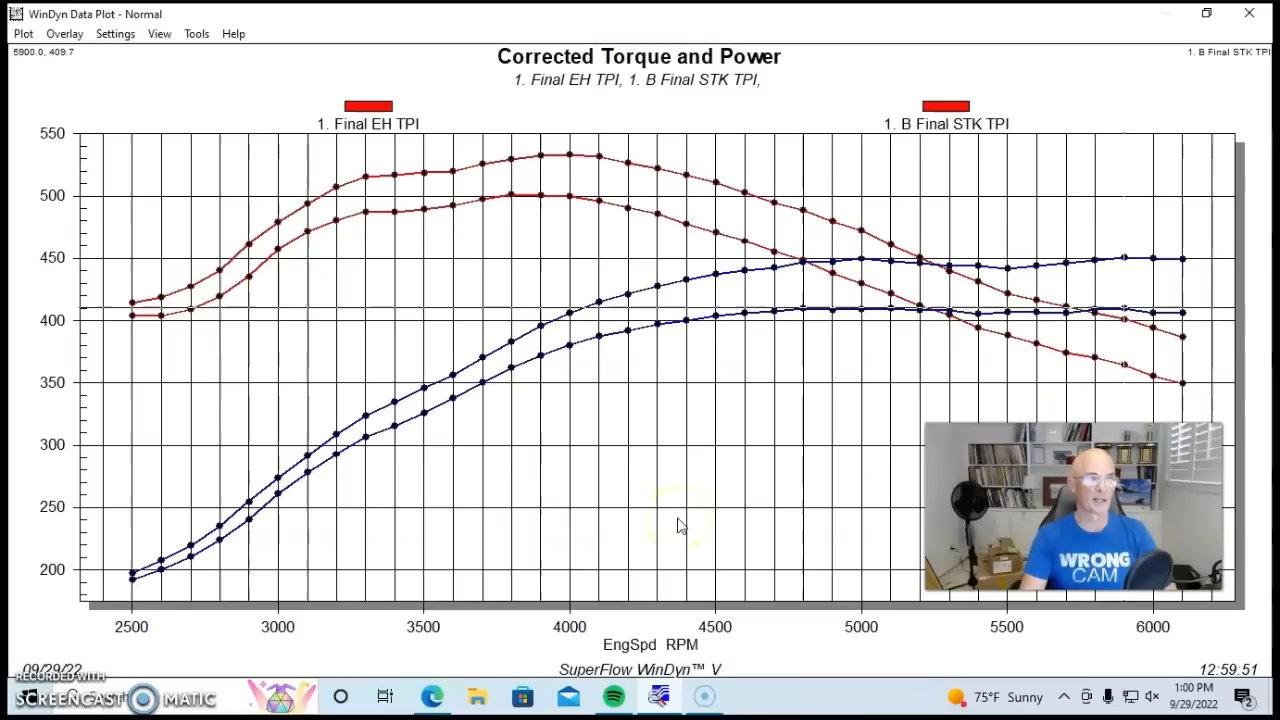 WinDyn Data Plot - Normal
Plot Overlay Settings View Tools Help
5900.0, 409.7
1. B Final STK TPI
Corrected Torque and Power
1. Final EH TPI, 1. B Final STK TPI,
1. Final EH TPI
1. B Final STK TPI
550
500
450
400
350
300
250
200
2500 3000 3500 4000 4500 5000 5500 6000
EngSpd RPM
WRONG
CAM
09/29/22
SuperFlow WinDyn™ V
12:59:51
RECORDED WITH
SCREENCAST MATIC
75°F Sunny
1:00 PM
9/29/2022
2